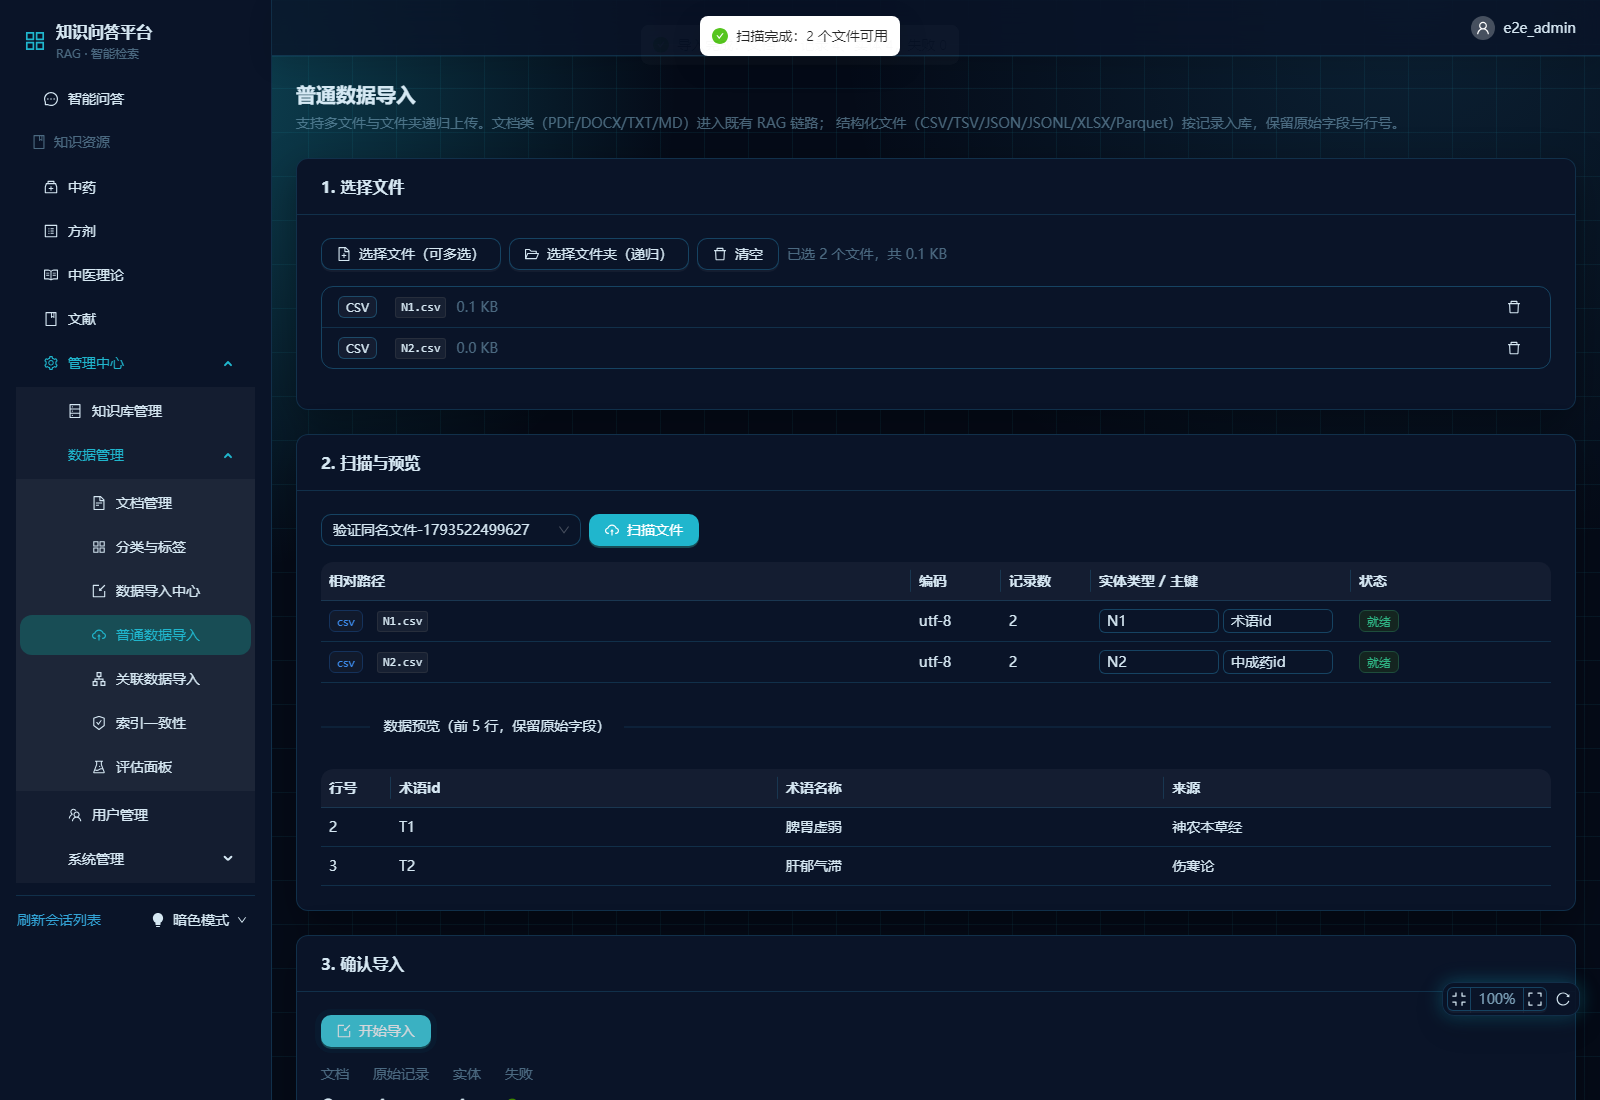 知识问答平台
RAG · 智能检索
智能问答
知识资源
中药
方剂
中医理论
文献
管理中心
知识库管理
数据管理
文档管理
分类与标签
数据导入中心
普通数据导入
关联数据导入
索引一致性
评估面板
用户管理
系统管理
刷新会话列表 暗色模式
扫描完成：2 个文件可用
e2e_admin
普通数据导入
支持多文件与文件夹递归上传。文档类（PDF/DOCX/TXT/MD）进入既有 RAG 链路； 结构化文件（CSV/TSV/JSON/JSONL/XLSX/Parquet）按记录入库，保留原始字段与行号。
1. 选择文件
选择文件（可多选） 选择文件夹（递归） 清空 已选 2 个文件，共 0.1 KB
CSV N1.csv 0.1 KB
CSV N2.csv 0.0 KB
2. 扫描与预览
验证同名文件-1793522499627 扫描文件
相对路径 编码 记录数 实体类型 / 主键 状态
csv N1.csv utf-8 2 N1 术语id 就绪
csv N2.csv utf-8 2 N2 中成药id 就绪
数据预览（前 5 行，保留原始字段）
行号 术语id 术语名称 来源
2 T1 脾胃虚弱 神农本草经
3 T2 肝郁气滞 伤寒论
3. 确认导入
开始导入
文档 原始记录 实体 失败
100%